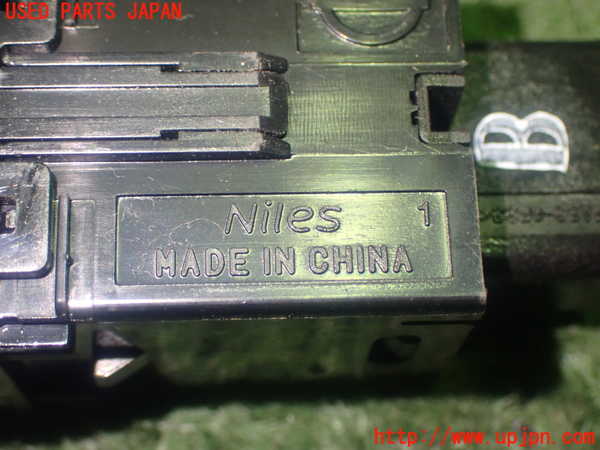 USED PARTS JAPAN
B
Niles 1
MADE IN CHINA
http://www.upjpn.com